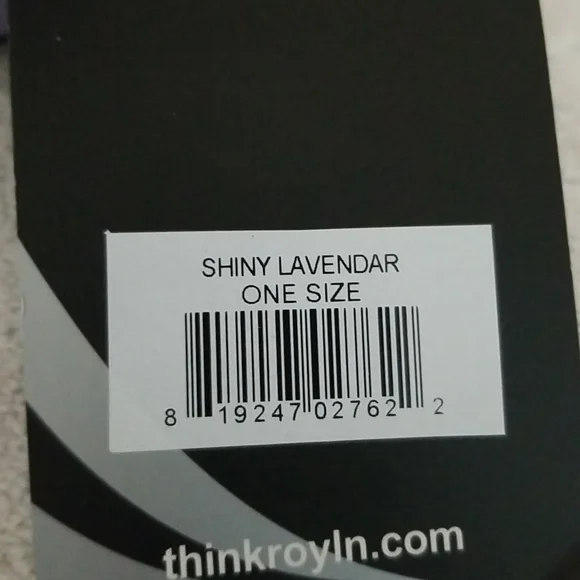 SHINY LAVENDAR
ONE SIZE
8 19247 02762 2
thinkroyln.com